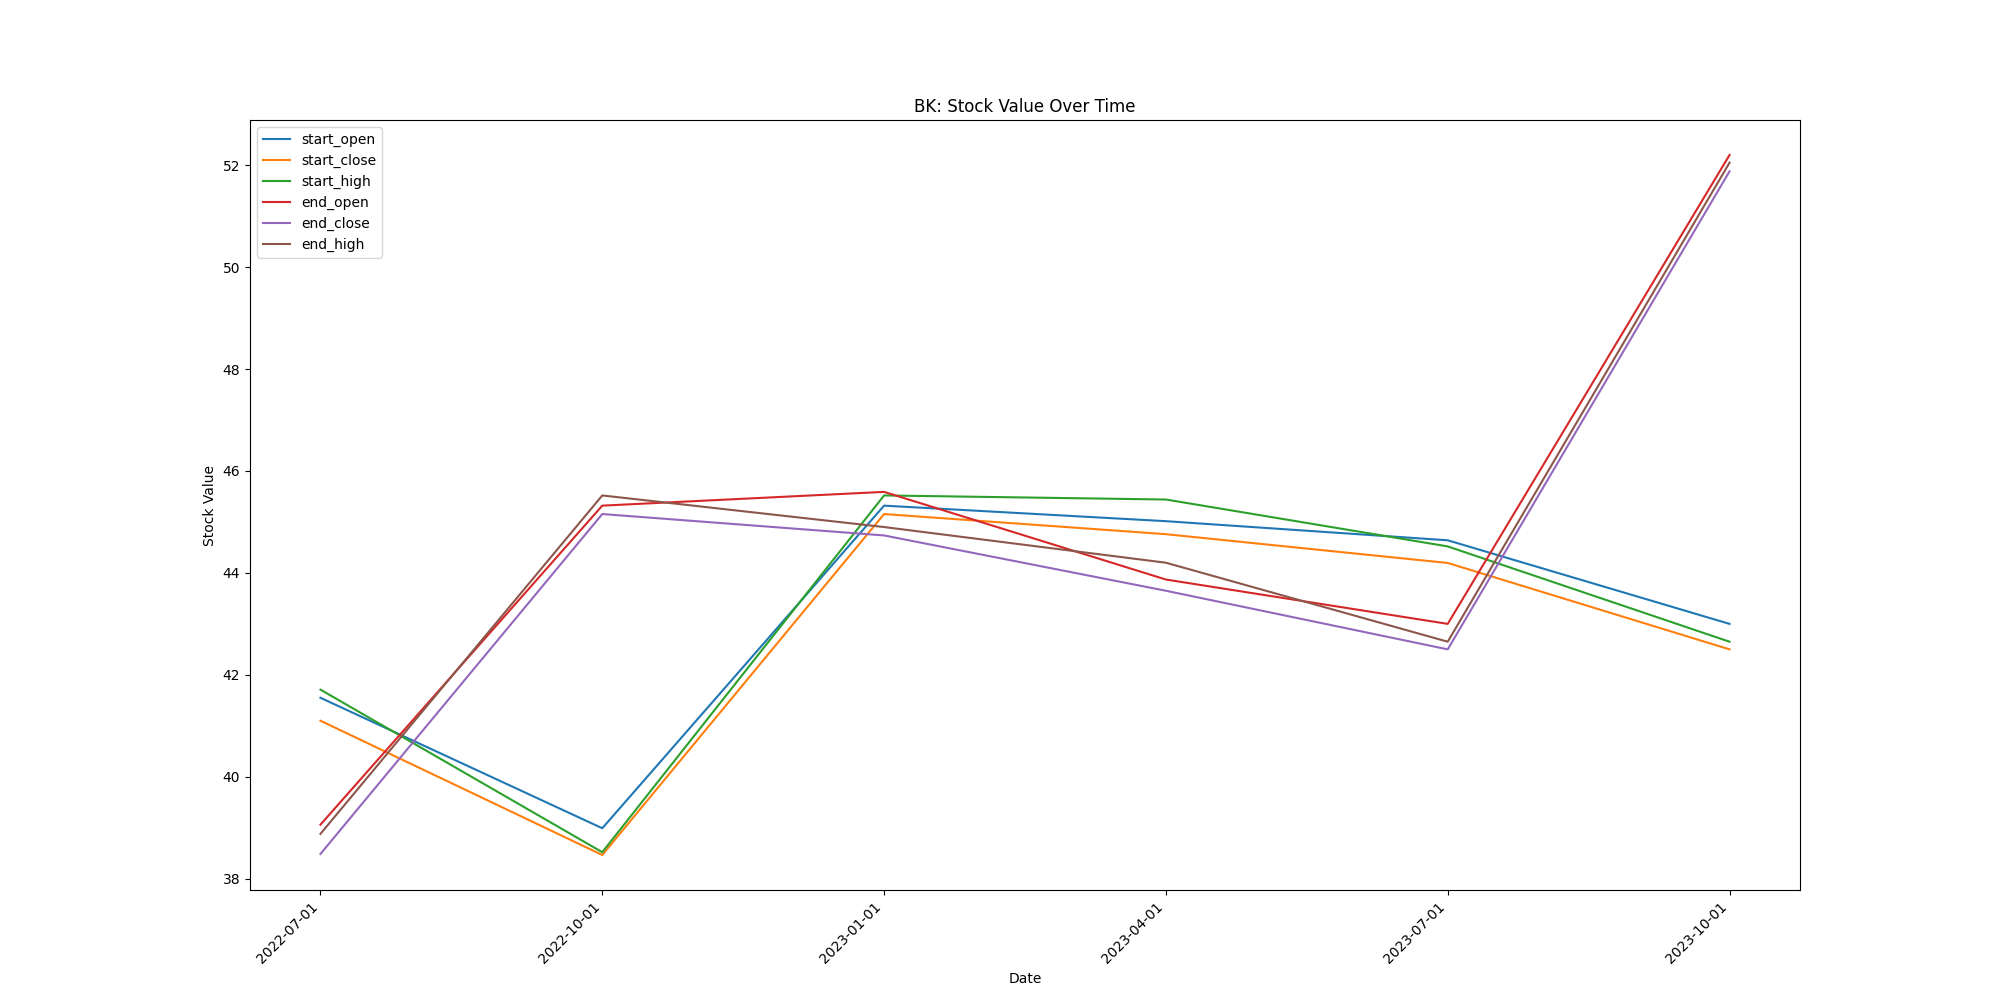 BK: Stock Value Over Time
start_open
start_close
start_high
end_open
end_close
end_high
52
50
48
46
44
42
40
38
Stock Value
2022-07-01
2022-10-01
2023-01-01
2023-04-01
2023-07-01
2023-10-01
Date